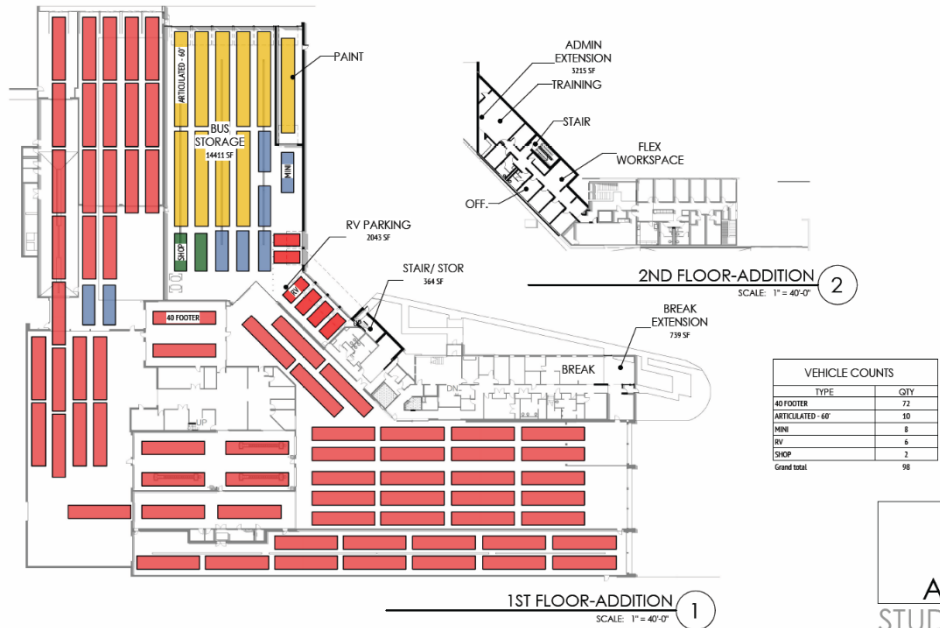 PAINT
ARTICULATED - 60'
BUS
STORAGE
14411 SF
MINI
SHOP
RV PARKING
2043 SF
RV
STAIR/ STOR
364 SF
40 FOOTER
UP
DN
BREAK
BREAK
EXTENSION
739 SF
ADMIN
EXTENSION
5215 SF
TRAINING
STAIR
FLEX
WORKSPACE
OFF.
2ND FLOOR-ADDITION
2
SCALE: 1" = 40'-0"
VEHICLE COUNTS
TYPE QTY
40 FOOTER 72
ARTICULATED - 60' 10
MINI 8
RV 6
SHOP 2
Grand total 98
1ST FLOOR-ADDITION
1
SCALE: 1" = 40'-0"
A
STUD